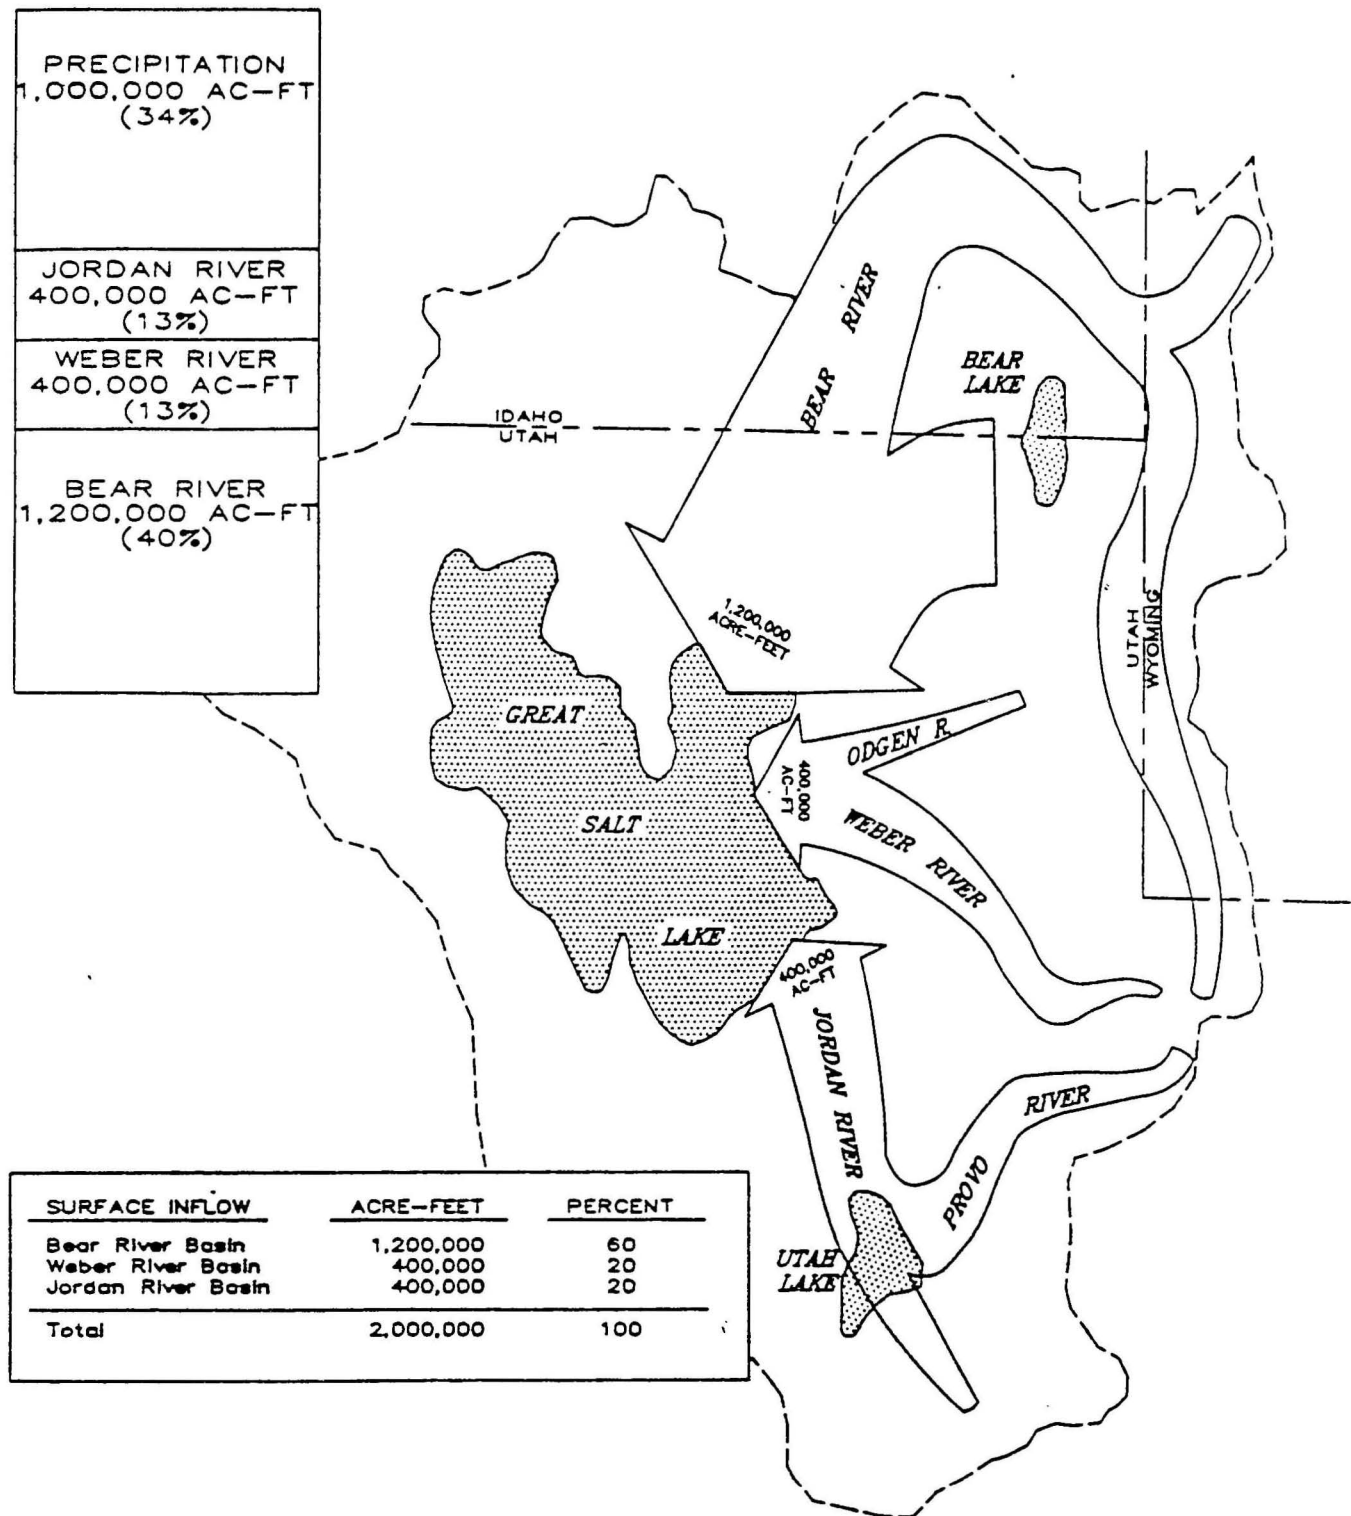 PRECIPITATION
1,000,000 AC-FT
(34%)
JORDAN RIVER
400,000 AC-FT
(13%)
WEBER RIVER
400,000 AC-FT
(13%)
BEAR RIVER
1,200,000 AC-FT
(40%)
BEAR RIVER
BEAR
LAKE
IDAHO
UTAH
1,200,000
ACRE-FEET
UTAH
WYOMING
GREAT
SALT
LAKE
ODGEN R.
400,000
AC-FT
WEBER RIVER
400,000
AC-FT
JORDAN RIVER
PROVO RIVER
UTAH
LAKE
SURFACE INFLOW ACRE-FEET PERCENT
Bear River Basin 1,200,000 60
Weber River Basin 400,000 20
Jordan River Basin 400,000 20
Total 2,000,000 100